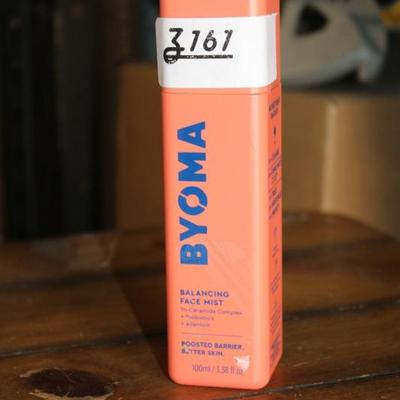 3161
BYOMA
BALANCING
FACE MIST
Tri-Ceramide Complex
+ Probiotics
+ Allantoin
BOOSTED BARRIER.
BETTER SKIN.
100ml / 3.38 fl oz